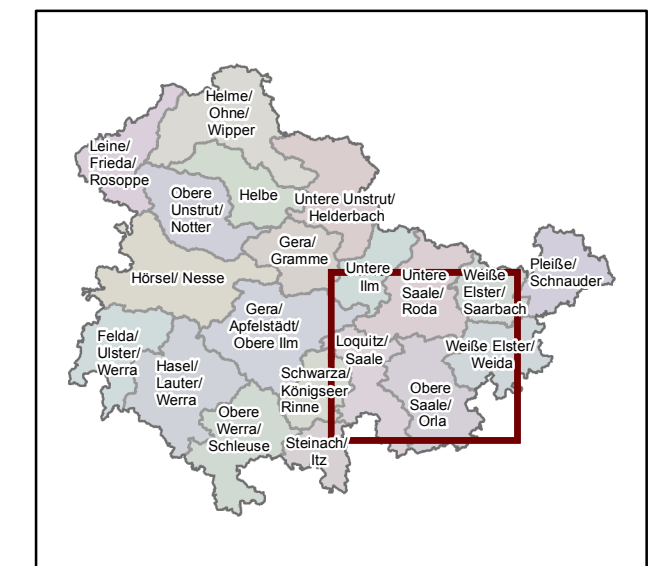 Helme/
Ohne/
Wipper
Leine/
Frieda/
Rosoppe
Obere
Unstrut/
Notter
Helbe
Untere Unstrut/
Helderbach
Gera/
Gramme
Hörsel/ Nesse
Untere
Ilm
Untere
Saale/
Roda
Weiße
Elster/
Saarbach
Pleiße/
Schnauder
Gera/
Apfelstädt/
Obere Ilm
Felda/
Ulster/
Werra
Hasel/
Lauter/
Werra
Loquitz/
Saale
Weiße Elster/
Weida
Schwarza/
Königseer
Rinne
Obere
Saale/
Orla
Obere
Werra/
Schleuse
Steinach/
Itz